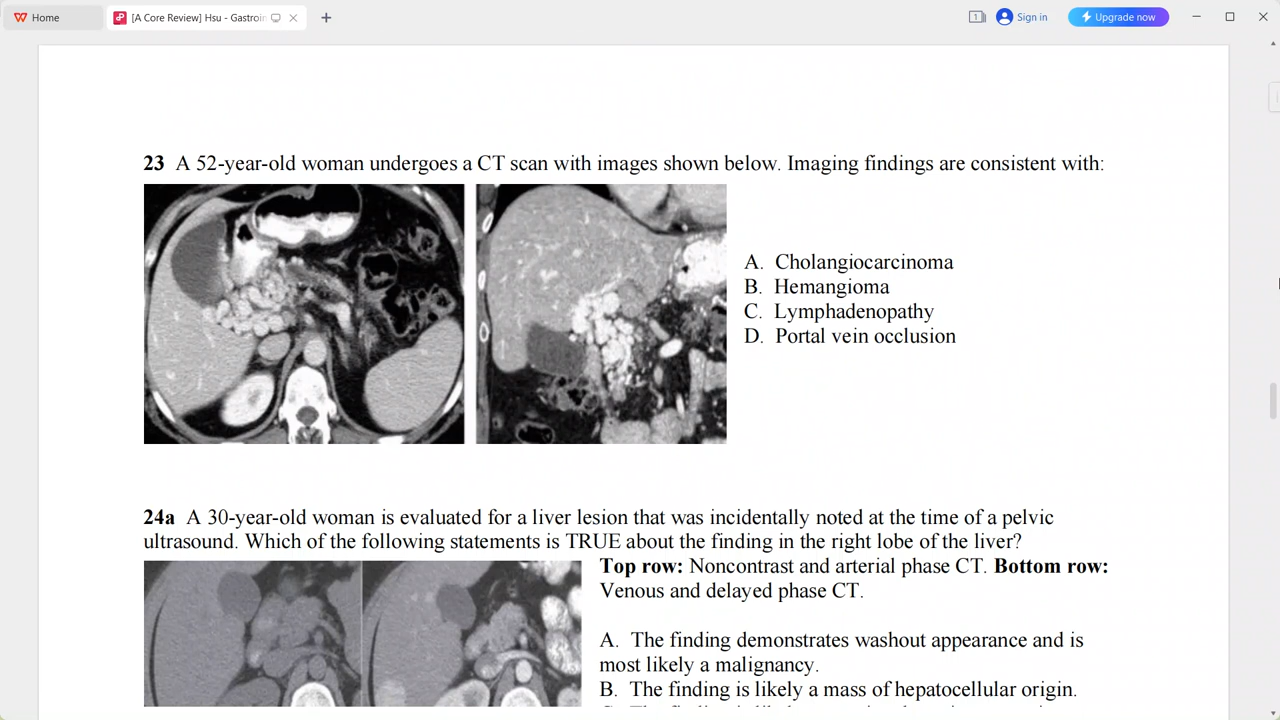 Home
[A Core Review] Hsu - Gastroin
1
Sign in
Upgrade now
23 A 52-year-old woman undergoes a CT scan with images shown below. Imaging findings are consistent with:
A. Cholangiocarcinoma
B. Hemangioma
C. Lymphadenopathy
D. Portal vein occlusion
24a A 30-year-old woman is evaluated for a liver lesion that was incidentally noted at the time of a pelvic
ultrasound. Which of the following statements is TRUE about the finding in the right lobe of the liver?
Top row: Noncontrast and arterial phase CT. Bottom row:
Venous and delayed phase CT.
A. The finding demonstrates washout appearance and is
most likely a malignancy.
B. The finding is likely a mass of hepatocellular origin.